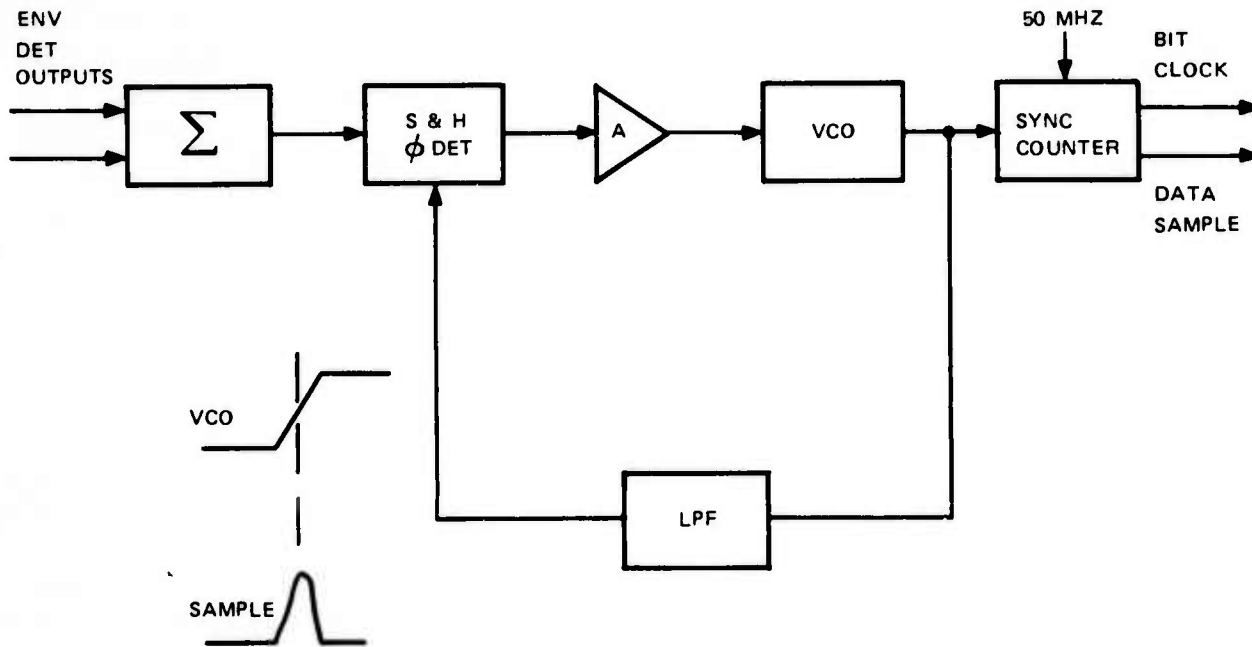 ENV
DET
OUTPUTS
Σ
S & H
ϕ DET
A
VCO
50 MHZ
SYNC
COUNTER
BIT
CLOCK
DATA
SAMPLE
LPF
VCO
SAMPLE